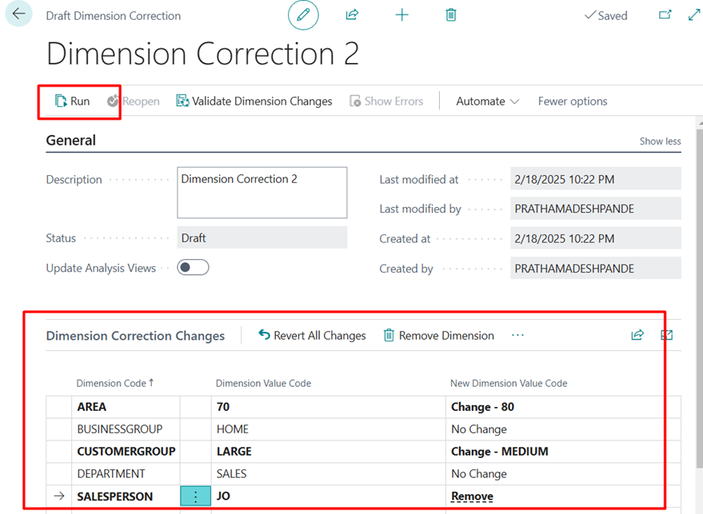 Draft Dimension Correction
Saved
Dimension Correction 2
Run Reopen Validate Dimension Changes Show Errors Automate Fewer options
General Show less
Description Dimension Correction 2 Last modified at 2/18/2025 10:22 PM
Last modified by PRATHAMADESHPANDE
Status Draft Created at 2/18/2025 10:22 PM
Update Analysis Views Created by PRATHAMADESHPANDE
Dimension Correction Changes Revert All Changes Remove Dimension ...
Dimension Code ↑ Dimension Value Code New Dimension Value Code
AREA 70 Change - 80
BUSINESSGROUP HOME No Change
CUSTOMERGROUP LARGE Change - MEDIUM
DEPARTMENT SALES No Change
→ SALESPERSON JO Remove